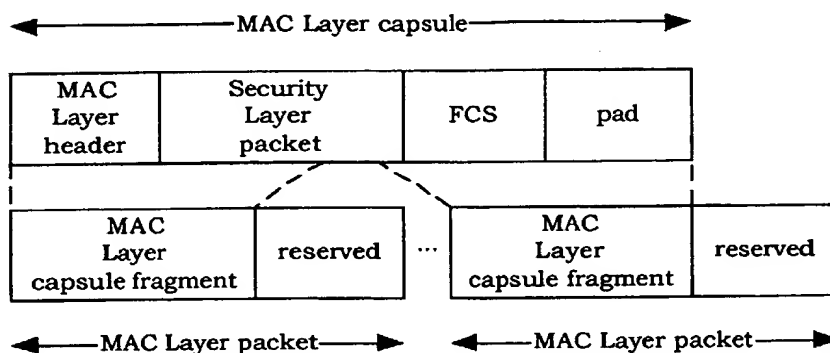 MAC Layer capsule
MAC Layer header
Security Layer packet
FCS
pad
MAC Layer capsule fragment
reserved
...
MAC Layer capsule fragment
reserved
MAC Layer packet
MAC Layer packet